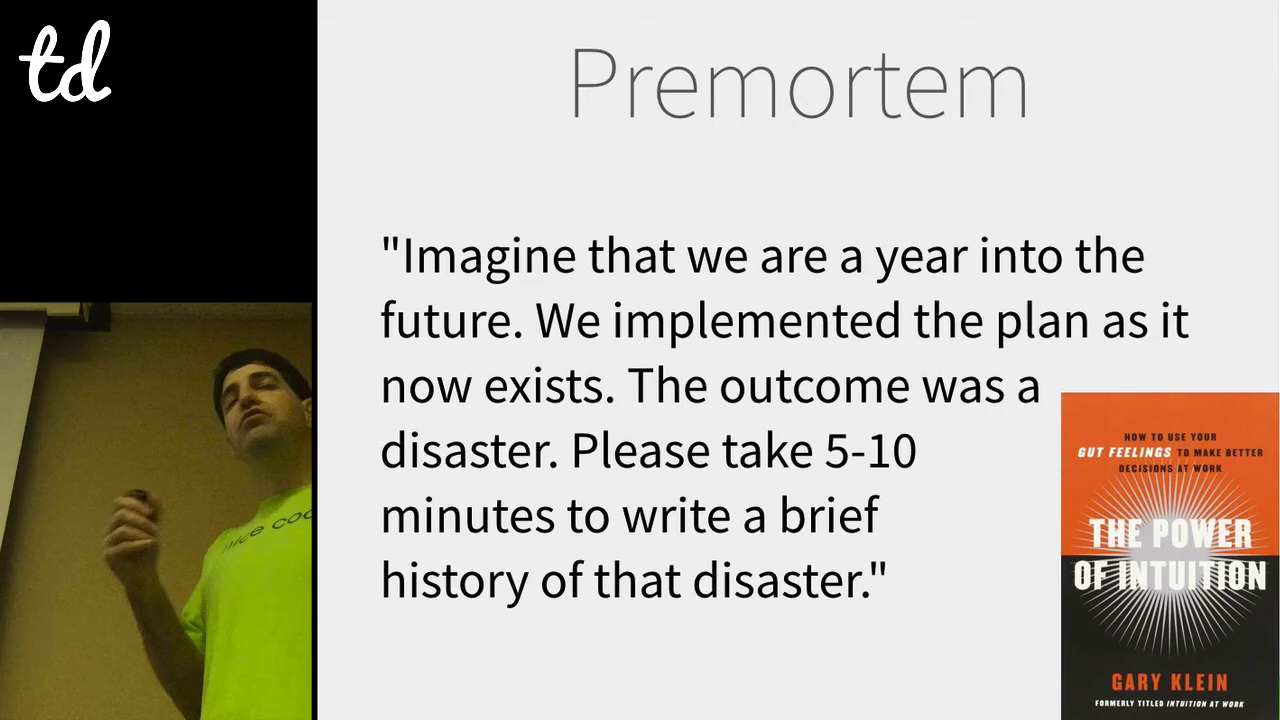 td
Premortem
"Imagine that we are a year into the
future. We implemented the plan as it
now exists. The outcome was a
disaster. Please take 5-10
minutes to write a brief
history of that disaster."
HOW TO USE YOUR
GUT FEELINGS TO MAKE BETTER
DECISIONS AT WORK
THE POWER
OF INTUITION
GARY KLEIN
FORMERLY TITLED INTUITION AT WORK
nice